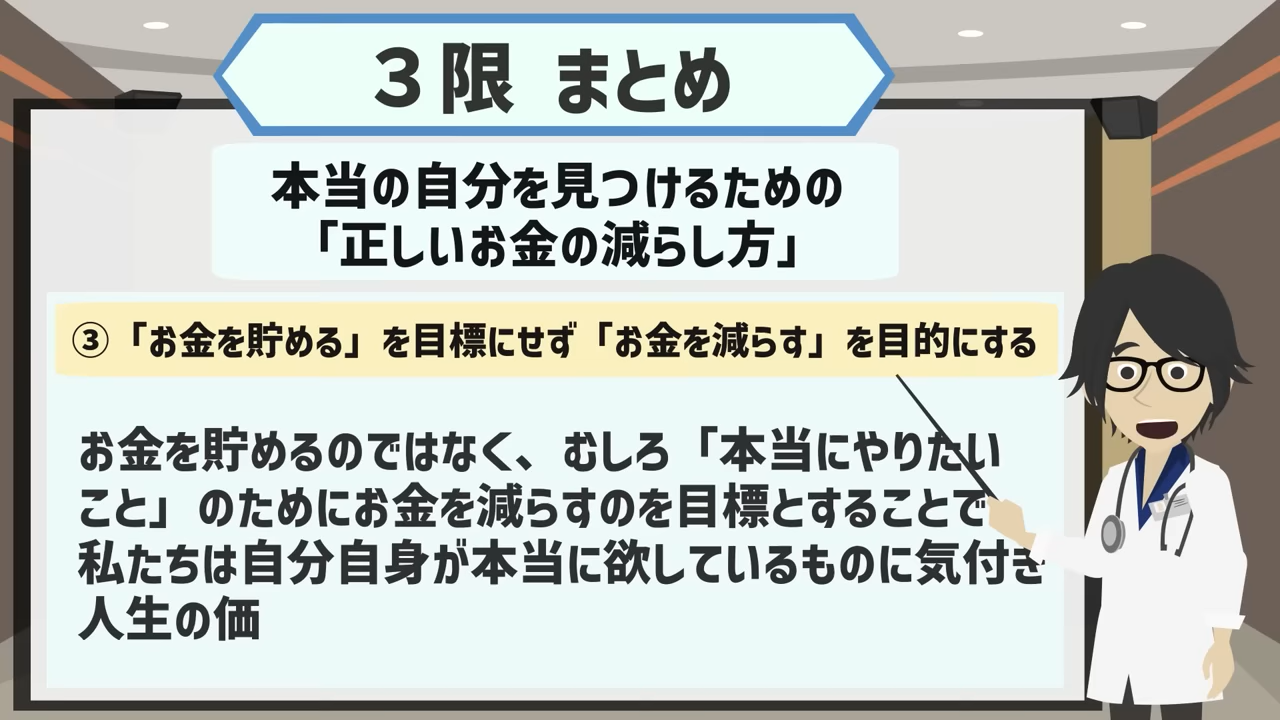 ３限 まとめ
本当の自分を見つけるための
「正しいお金の減らし方」
③「お金を貯める」を目標にせず「お金を減らす」を目的にする
お金を貯めるのではなく、むしろ「本当にやりたい
こと」のためにお金を減らすのを目標とすることで
私たちは自分自身が本当に欲しているものに気付き
人生の価